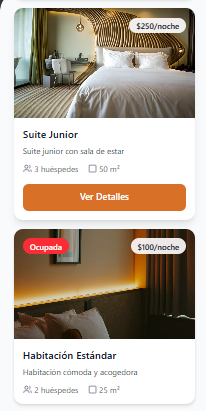 $250/noche
Suite Junior
Suite junior con sala de estar
3 huéspedes 50 m²
Ver Detalles
Ocupada $100/noche
Habitación Estándar
Habitación cómoda y acogedora
2 huéspedes 25 m²